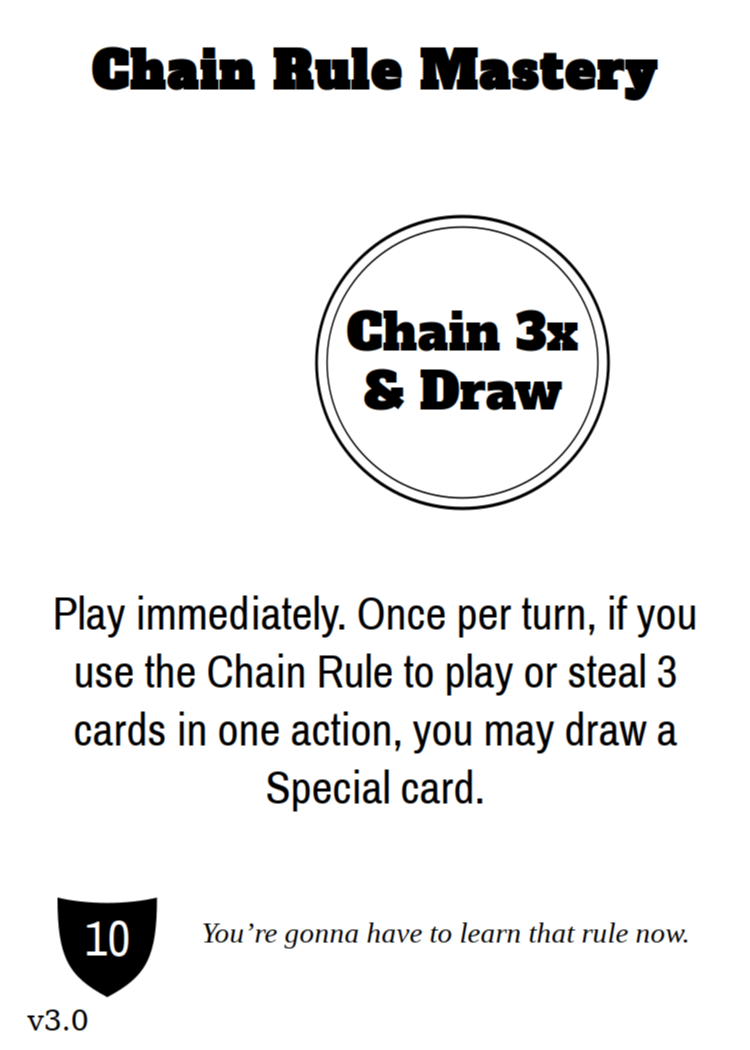 Chain Rule Mastery
Chain 3x
& Draw
Play immediately. Once per turn, if you
use the Chain Rule to play or steal 3
cards in one action, you may draw a
Special card.
10
You’re gonna have to learn that rule now.
v3.0